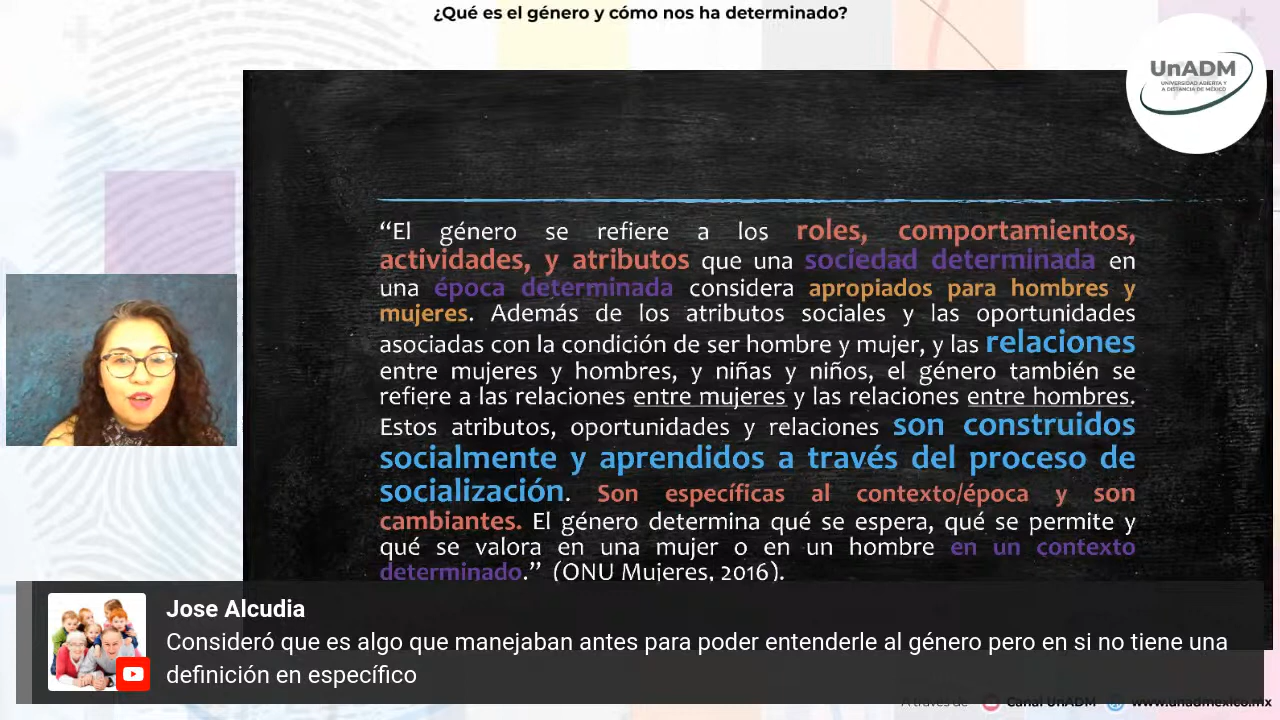 ¿Qué es el género y cómo nos ha determinado?
UnADM
UNIVERSIDAD ABIERTA Y
A DISTANCIA DE MÉXICO
“El género se refiere a los roles, comportamientos,
actividades, y atributos que una sociedad determinada en
una época determinada considera apropiados para hombres y
mujeres. Además de los atributos sociales y las oportunidades
asociadas con la condición de ser hombre y mujer, y las relaciones
entre mujeres y hombres, y niñas y niños, el género también se
refiere a las relaciones entre mujeres y las relaciones entre hombres.
Estos atributos, oportunidades y relaciones son construidos
socialmente y aprendidos a través del proceso de
socialización. Son específicas al contexto/época y son
cambiantes. El género determina qué se espera, qué se permite y
qué se valora en una mujer o en un hombre en un contexto
determinado.” (ONU Mujeres, 2016).
Jose Alcudia
Consideró que es algo que manejaban antes para poder entenderle al género pero en si no tiene una
definición en específico
A través de Canal UnADM www.unadmexico.mx